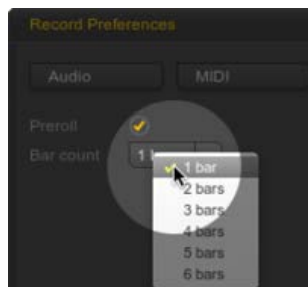 Record Preferences
Audio MIDI
Preroll
Bar count 1
1 bar
2 bars
3 bars
4 bars
5 bars
6 bars